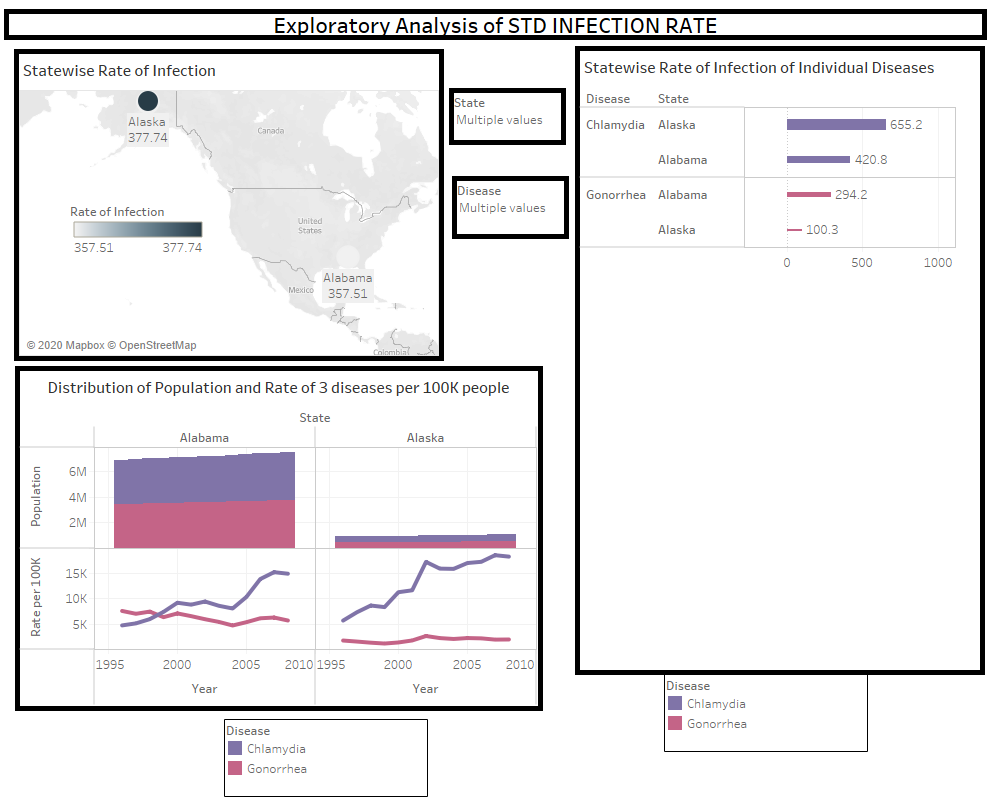 Exploratory Analysis of STD INFECTION RATE
Statewise Rate of Infection
Alaska
377.74
Canada
Rate of Infection
357.51 377.74
United
States
Alabama
357.51
Mexico
Colombia
© 2020 Mapbox © OpenStreetMap
State
Multiple values
Disease
Multiple values
Statewise Rate of Infection of Individual Diseases
Disease State
Chlamydia Alaska 655.2
Alabama 420.8
Gonorrhea Alabama 294.2
Alaska 100.3
0 500 1000
Distribution of Population and Rate of 3 diseases per 100K people
State
Alabama Alaska
Population
6M
4M
2M
Rate per 100K
15K
10K
5K
1995 2000 2005 2010 1995 2000 2005 2010
Year Year
Disease
Chlamydia
Gonorrhea
Disease
Chlamydia
Gonorrhea